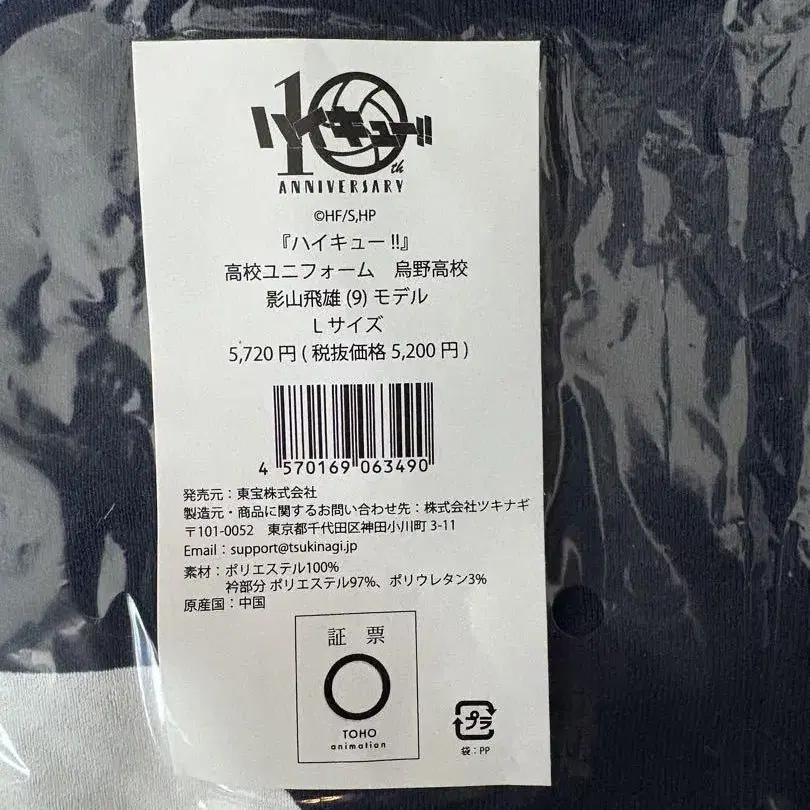 ハイキュー!!
10th
ANNIVERSARY
©HF/S,HP
『ハイキュー!!』
高校ユニフォーム　烏野高校
影山飛雄 (9) モデル
L サイズ
5,720 円 ( 税抜価格 5,200 円 )
4 570169 063490
発売元：東宝株式会社
製造元・商品に関するお問い合わせ先：株式会社ツキナギ
〒101-0052　東京都千代田区神田小川町 3-11
Email：support@tsukinagi.jp
素材：ポリエステル100%
衿部分 ポリエステル97%、ポリウレタン3%
原産国：中国
証　票
TOHO
animation
プラ
袋：PP